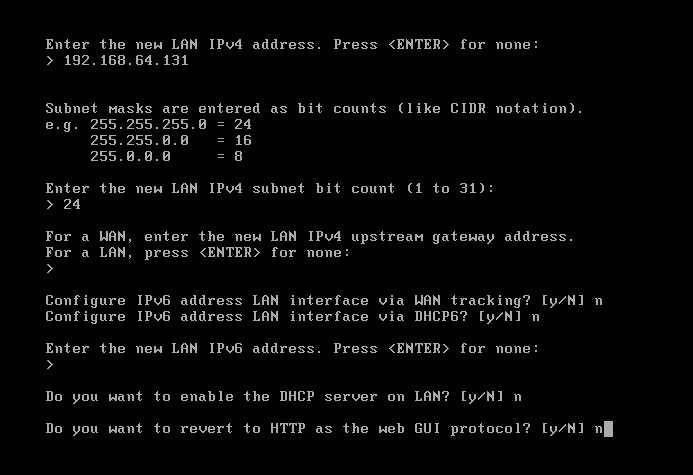 Enter the new LAN IPv4 address. Press <ENTER> for none:
> 192.168.64.131
Subnet masks are entered as bit counts (like CIDR notation).
e.g. 255.255.255.0 = 24
255.255.0.0 = 16
255.0.0.0 = 8
Enter the new LAN IPv4 subnet bit count (1 to 31):
> 24
For a WAN, enter the new LAN IPv4 upstream gateway address.
For a LAN, press <ENTER> for none:
>
Configure IPv6 address LAN interface via WAN tracking? [y/N] n
Configure IPv6 address LAN interface via DHCP6? [y/N] n
Enter the new LAN IPv6 address. Press <ENTER> for none:
>
Do you want to enable the DHCP server on LAN? [y/N] n
Do you want to revert to HTTP as the web GUI protocol? [y/N] n